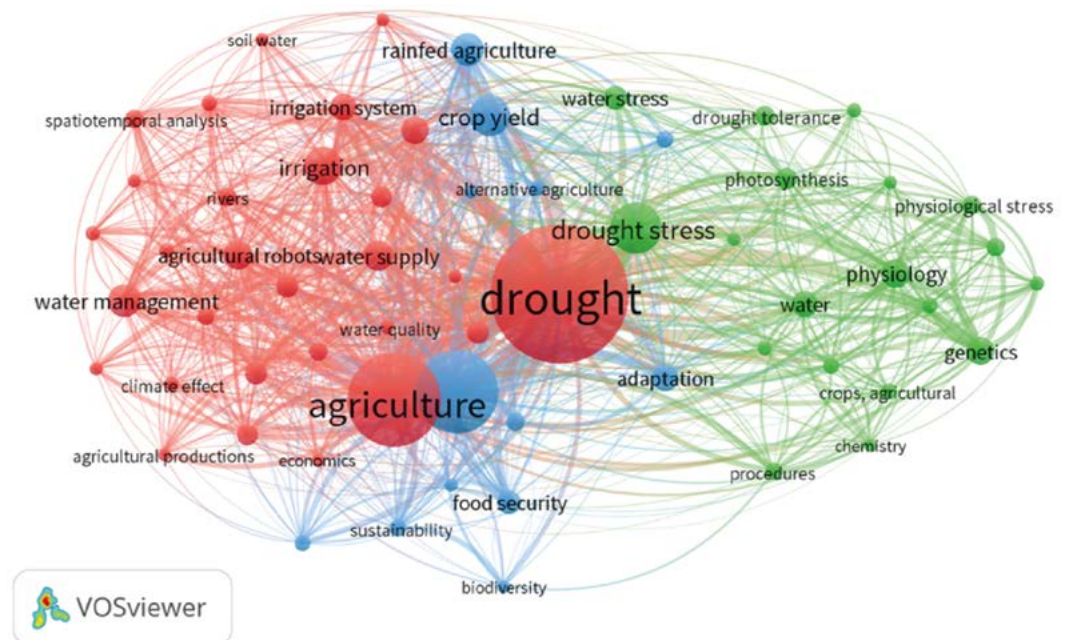 soil water
rainfed agriculture
irrigation system
crop yield
water stress
spatiotemporal analysis
drought tolerance
irrigation
alternative agriculture
photosynthesis
rivers
physiological stress
drought stress
agricultural robots
water supply
physiology
water management
drought
water
water quality
genetics
climate effect
agriculture
adaptation
crops, agricultural
agricultural productions
economics
chemistry
procedures
food security
sustainability
biodiversity
VOSviewer